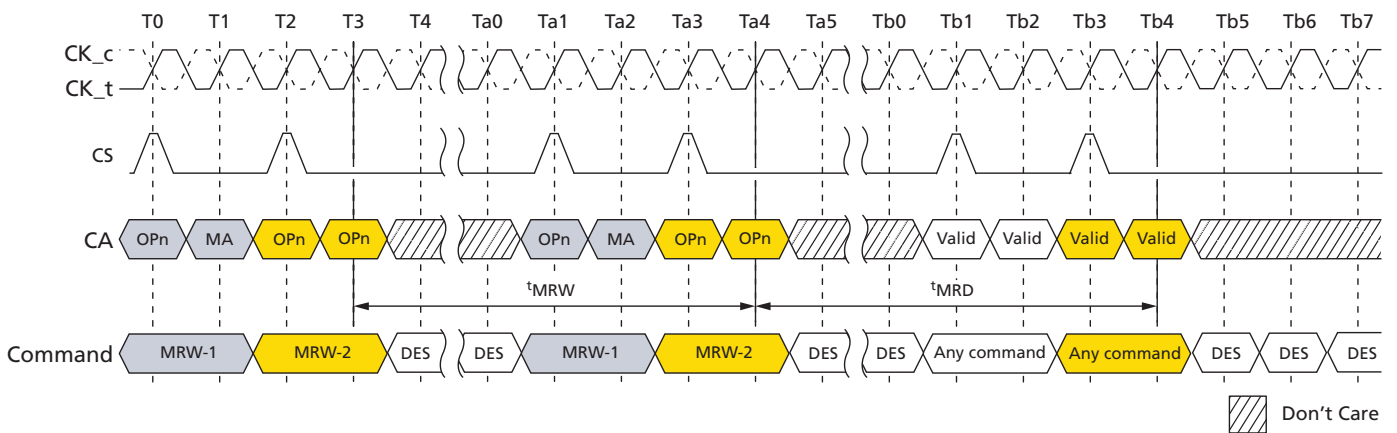 T0 T1 T2 T3 T4 Ta0 Ta1 Ta2 Ta3 Ta4 Ta5 Tb0 Tb1 Tb2 Tb3 Tb4 Tb5 Tb6 Tb7
CK_c
CK_t
CS
CA OPn MA OPn OPn OPn MA OPn OPn Valid Valid Valid Valid
tMRW tMRD
Command MRW-1 MRW-2 DES DES MRW-1 MRW-2 DES DES Any command Any command DES DES DES
Don't Care